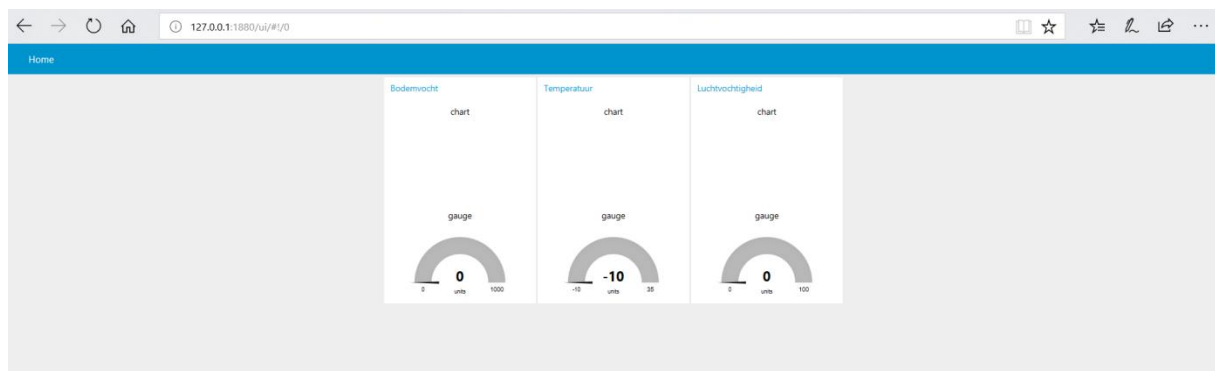 127.0.0.1:1880/ui/#!/0
Home
Bodemvocht
chart
gauge
0
0 units 1000
Temperatuur
chart
gauge
-10
-10 units 35
Luchtvochtigheid
chart
gauge
0
0 units 100